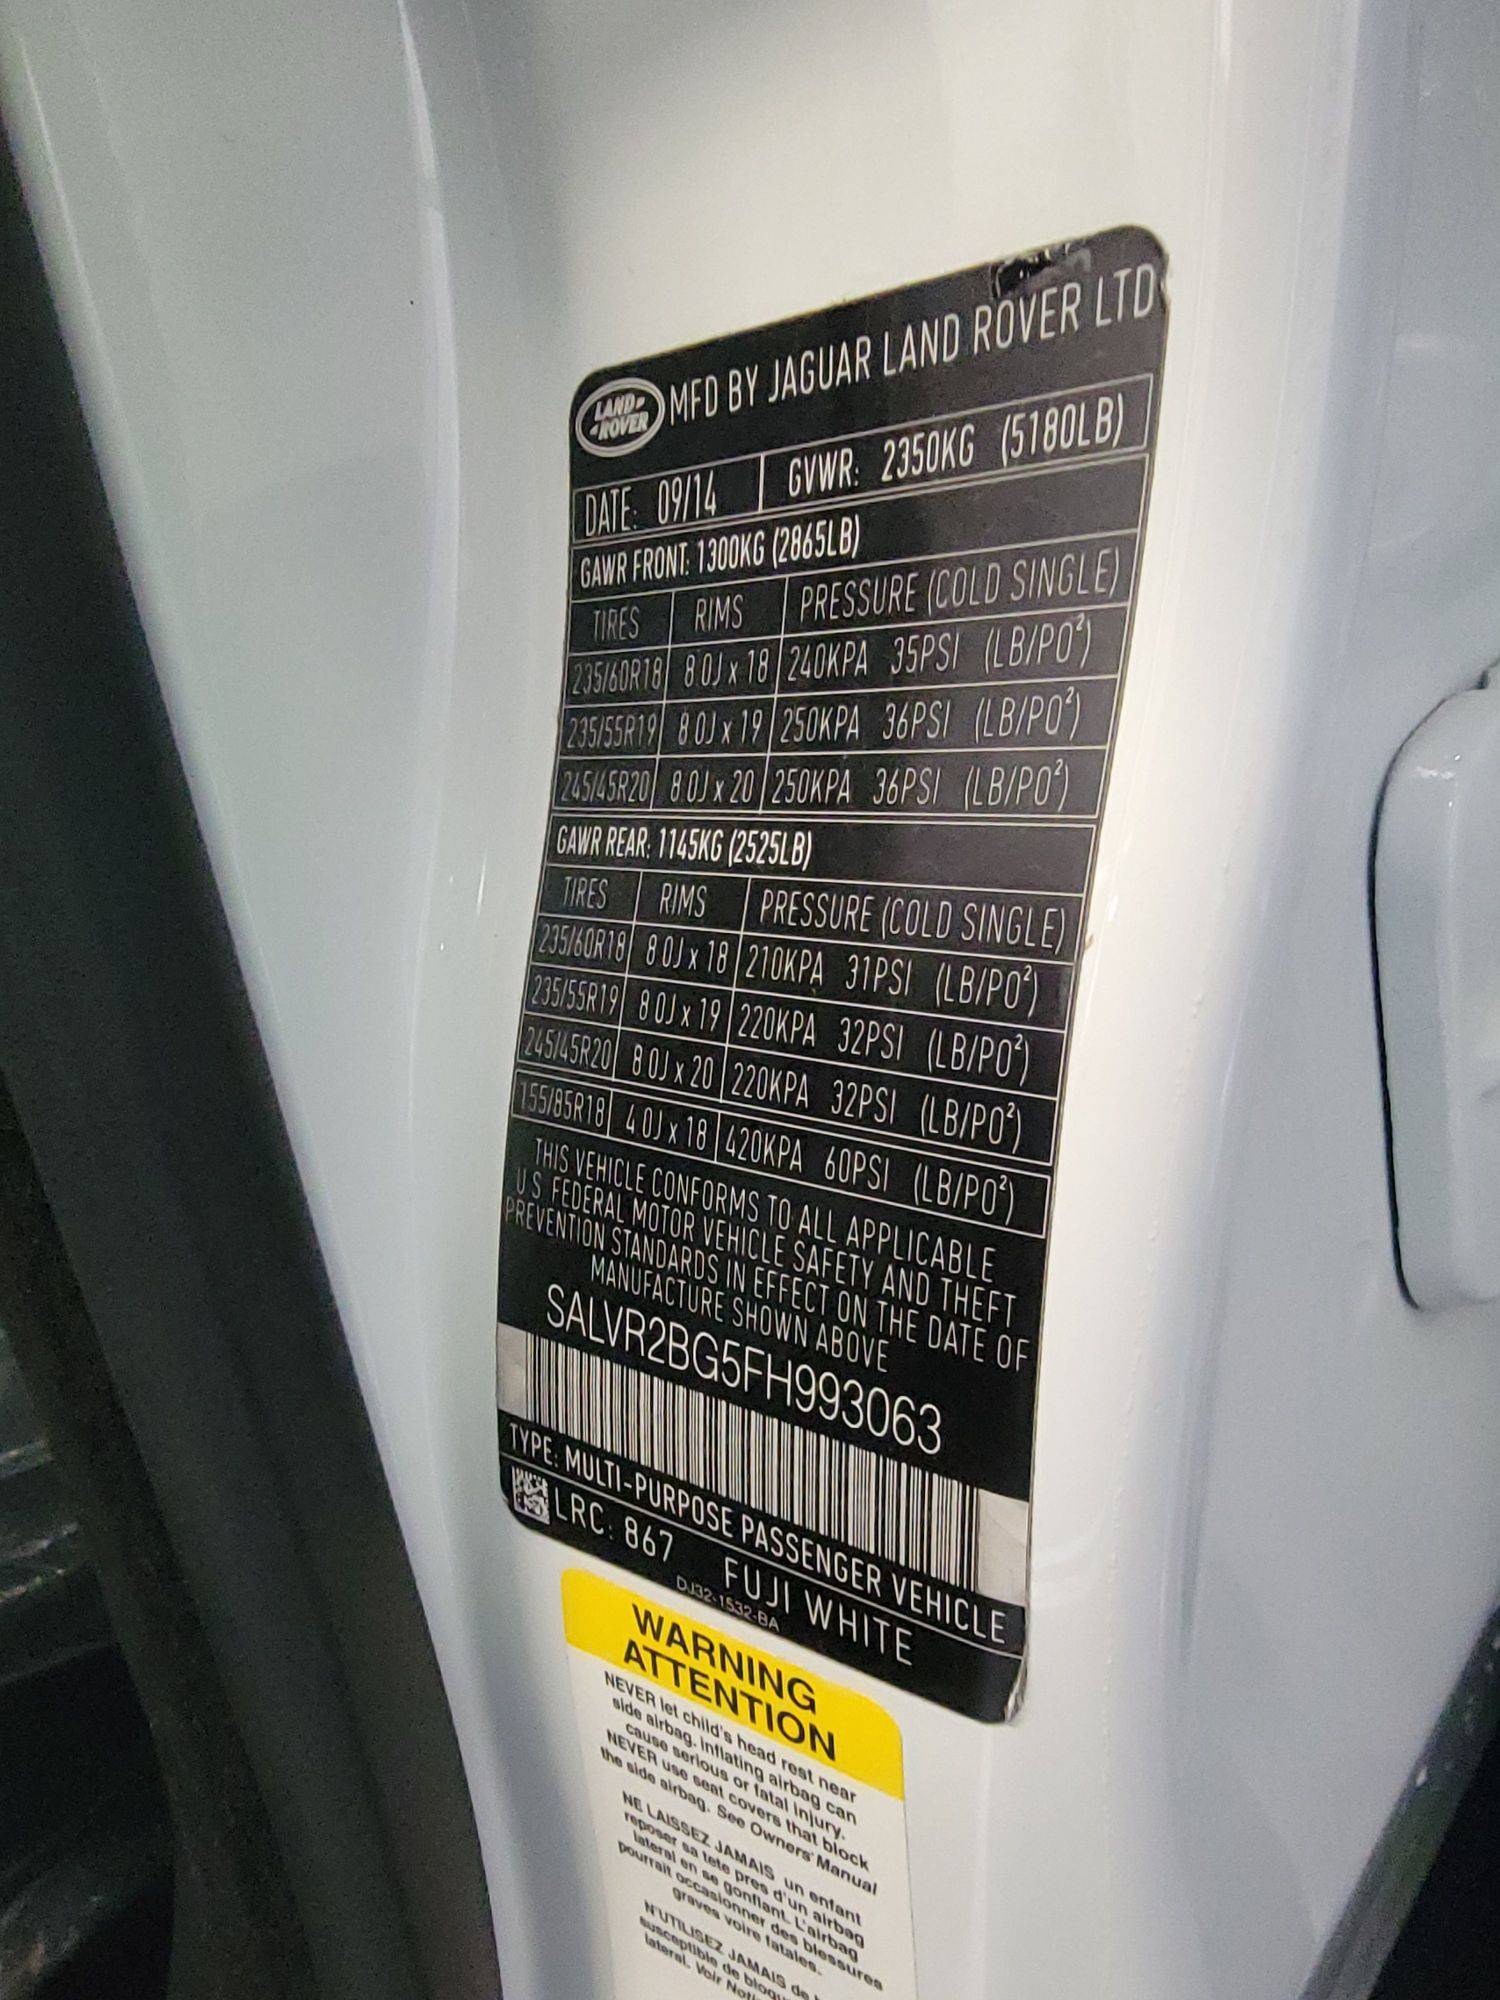 LAND ROVER MFD BY JAGUAR LAND ROVER LTD
DATE: 09/14 GVWR: 2350KG (5180LB)
GAWR FRONT: 1300KG (2865LB)
TIRES RIMS PRESSURE (COLD SINGLE)
235/60R18 8.0J x 18 240KPA 35PSI (LB/PO²)
235/55R19 8.0J x 19 250KPA 36PSI (LB/PO²)
245/45R20 8.0J x 20 250KPA 36PSI (LB/PO²)
GAWR REAR: 1145KG (2525LB)
TIRES RIMS PRESSURE (COLD SINGLE)
235/60R18 8.0J x 18 210KPA 31PSI (LB/PO²)
235/55R19 8.0J x 19 220KPA 32PSI (LB/PO²)
245/45R20 8.0J x 20 220KPA 32PSI (LB/PO²)
155/85R18 4.0J x 18 420KPA 60PSI (LB/PO²)
THIS VEHICLE CONFORMS TO ALL APPLICABLE
U.S. FEDERAL MOTOR VEHICLE SAFETY AND THEFT
PREVENTION STANDARDS IN EFFECT ON THE DATE OF
MANUFACTURE SHOWN ABOVE
SALVR2BG5FH993063
TYPE: MULTI-PURPOSE PASSENGER VEHICLE
LRC: 867 FUJI WHITE
DJ32-1532-BA
WARNING
ATTENTION
NEVER let child's head rest near
side airbag. Inflating airbag can
cause serious or fatal injury.
NEVER use seat covers that block
the side airbag. See Owners' Manual
NE LAISSEZ JAMAIS un enfant
reposer sa tete pres d'un airbag
lateral en se gonflant. L'airbag
pourrait occasionner des blessures
graves voire fatales.
N'UTILISEZ JAMAIS de
susceptible de bloqu
lateral. Voir Noti